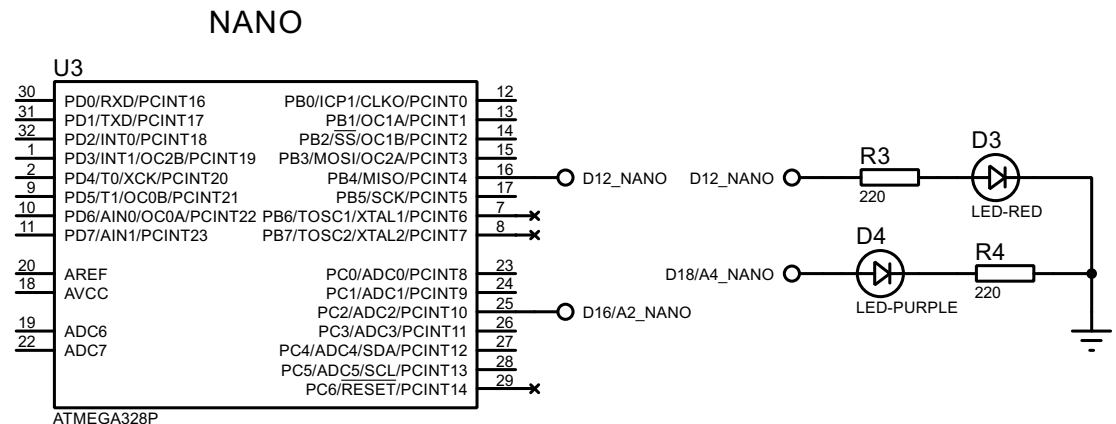 NANO
U3
30 PD0/RXD/PCINT16 PB0/ICP1/CLKO/PCINT0 12
31 PD1/TXD/PCINT17 PB1/OC1A/PCINT1 13
32 PD2/INT0/PCINT18 PB2/SS/OC1B/PCINT2 14
1 PD3/INT1/OC2B/PCINT19 PB3/MOSI/OC2A/PCINT3 15
2 PD4/T0/XCK/PCINT20 PB4/MISO/PCINT4 16 D12_NANO
9 PD5/T1/OC0B/PCINT21 PB5/SCK/PCINT5 17
10 PD6/AIN0/OC0A/PCINT22 PB6/TOSC1/XTAL1/PCINT6 7
11 PD7/AIN1/PCINT23 PB7/TOSC2/XTAL2/PCINT7 8
20 AREF PC0/ADC0/PCINT8 23
18 AVCC PC1/ADC1/PCINT9 24
PC2/ADC2/PCINT10 25 D16/A2_NANO
19 ADC6 PC3/ADC3/PCINT11 26
22 ADC7 PC4/ADC4/SDA/PCINT12 27
PC5/ADC5/SCL/PCINT13 28
PC6/RESET/PCINT14 29
ATMEGA328P
D3
R3
D12_NANO
220
LED-RED
D4
R4
D18/A4_NANO
220
LED-PURPLE